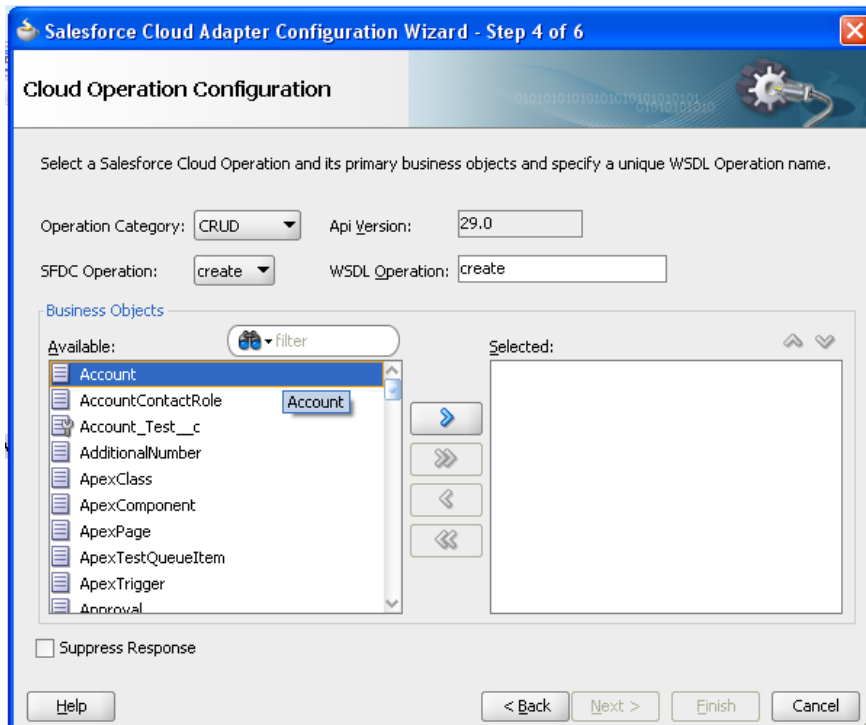 Salesforce Cloud Adapter Configuration Wizard - Step 4 of 6
Cloud Operation Configuration
Select a Salesforce Cloud Operation and its primary business objects and specify a unique WSDL Operation name.
Operation Category: CRUD Api Version: 29.0
SFDC Operation: create WSDL Operation: create
Business Objects
Available: filter Selected:
Account
AccountContactRole Account
Account_Test__c
AdditionalNumber
ApexClass
ApexComponent
ApexPage
ApexTestQueueItem
ApexTrigger
Approval
Suppress Response
Help < Back Next > Finish Cancel